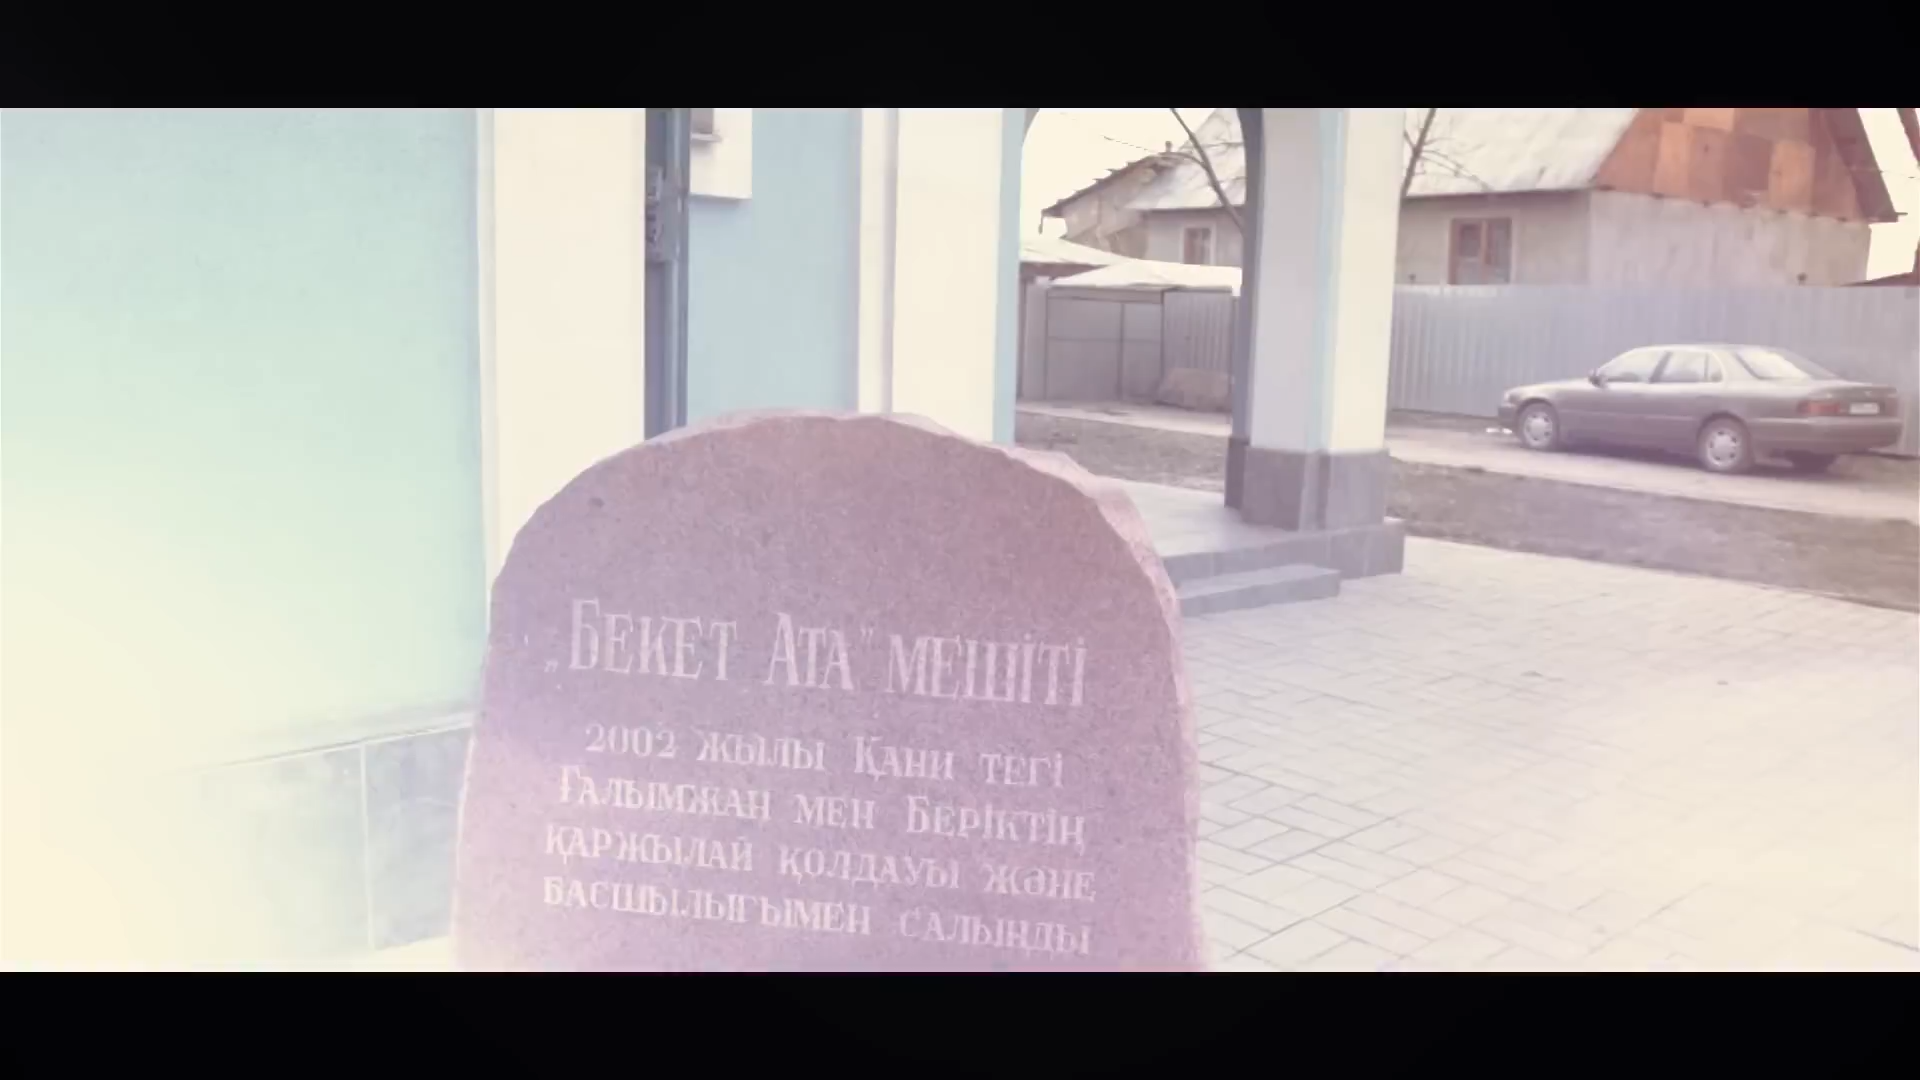 „Бекет Ата" мешіті
2002 жылы Қани тегі
Ғалымжан мен Беріктің
қаржылай қолдауы және
басшылығымен салынды